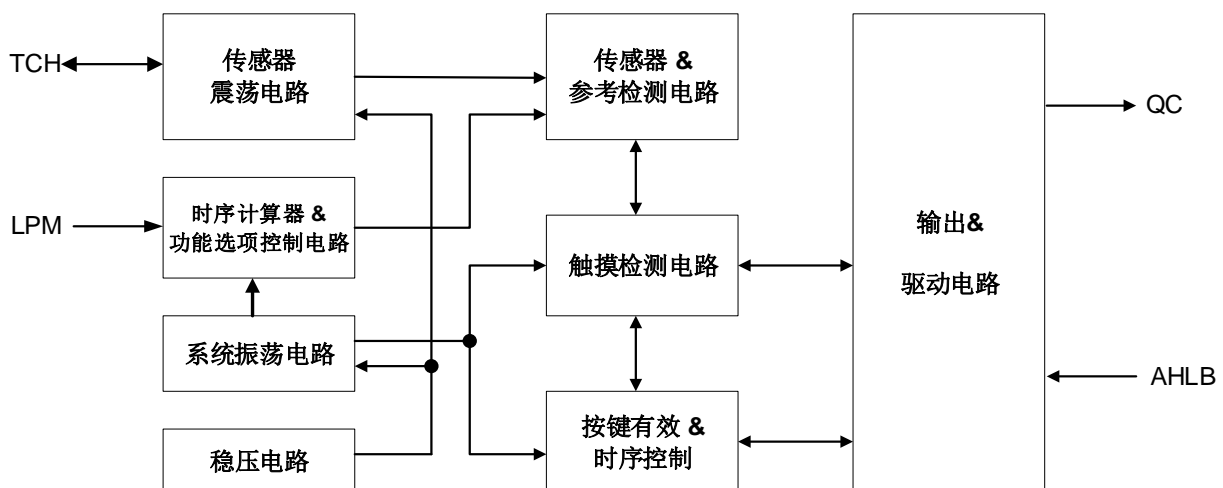 TCH
传感器
震荡电路
传感器 &
参考检测电路
QC
LPM
时序计算器 &
功能选项控制电路
触摸检测电路
输出&
驱动电路
系统振荡电路
AHLB
按键有效 &
时序控制
稳压电路